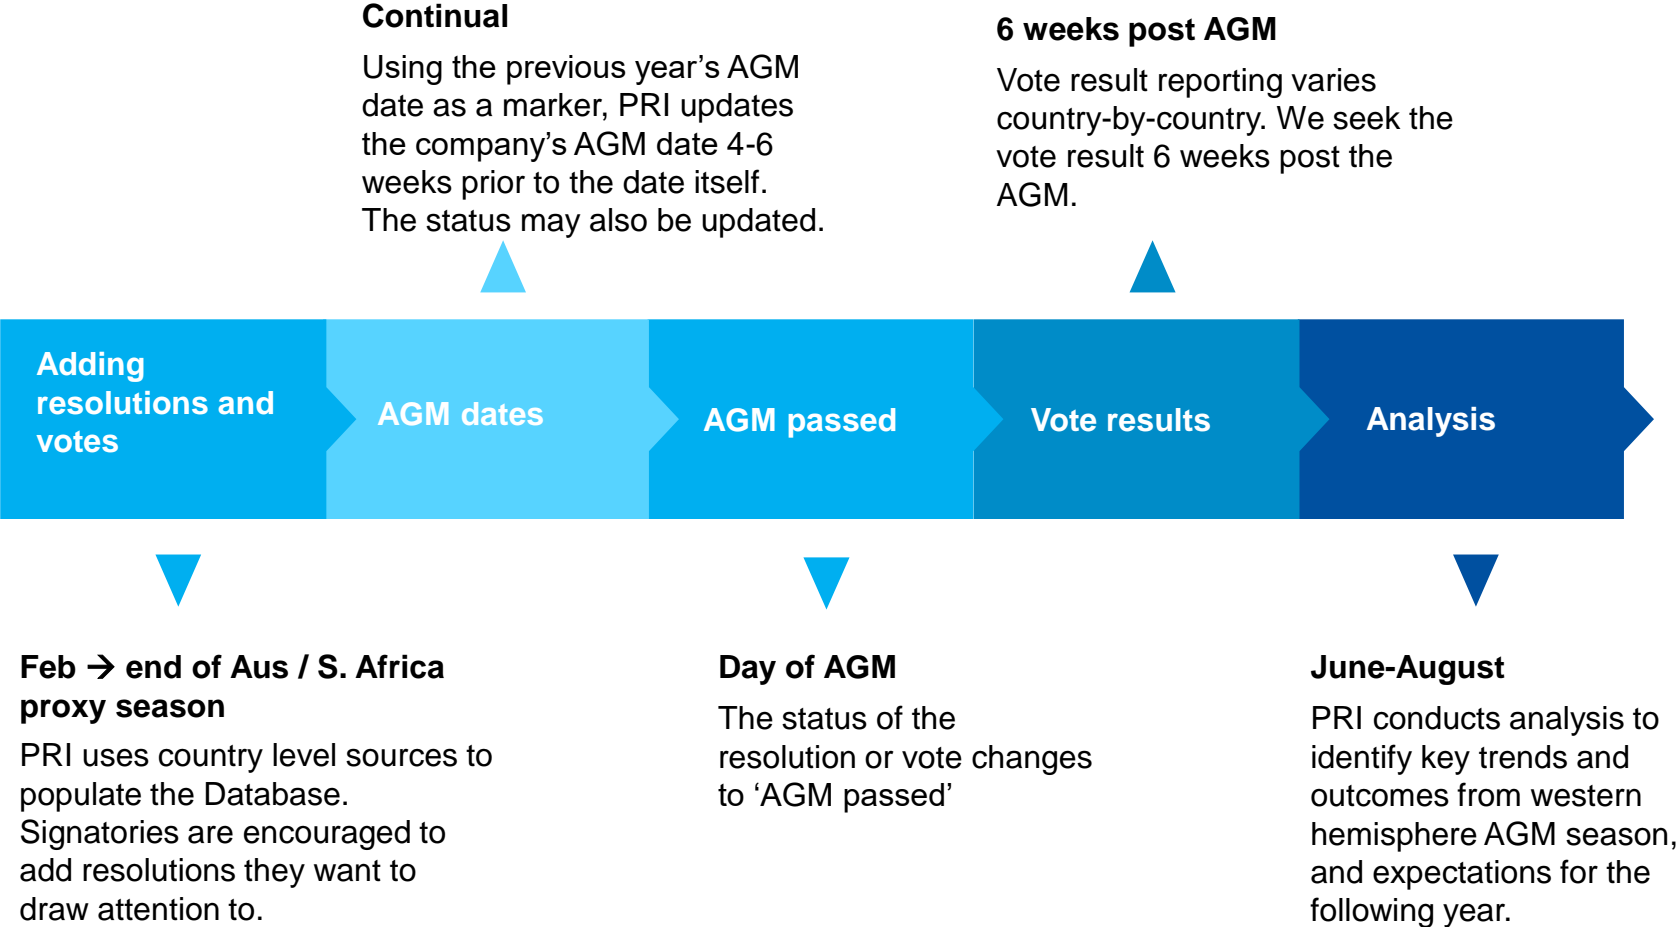 Continual
Using the previous year's AGM
date as a marker, PRI updates
the company's AGM date 4-6
weeks prior to the date itself.
The status may also be updated.
6 weeks post AGM
Vote result reporting varies
country-by-country. We seek the
vote result 6 weeks post the
AGM.
Adding
resolutions and
votes
AGM dates
AGM passed
Vote results
Analysis
Feb → end of Aus / S. Africa
proxy season
PRI uses country level sources to
populate the Database.
Signatories are encouraged to
add resolutions they want to
draw attention to.
Day of AGM
The status of the
resolution or vote changes
to ‘AGM passed’
June-August
PRI conducts analysis to
identify key trends and
outcomes from western
hemisphere AGM season,
and expectations for the
following year.